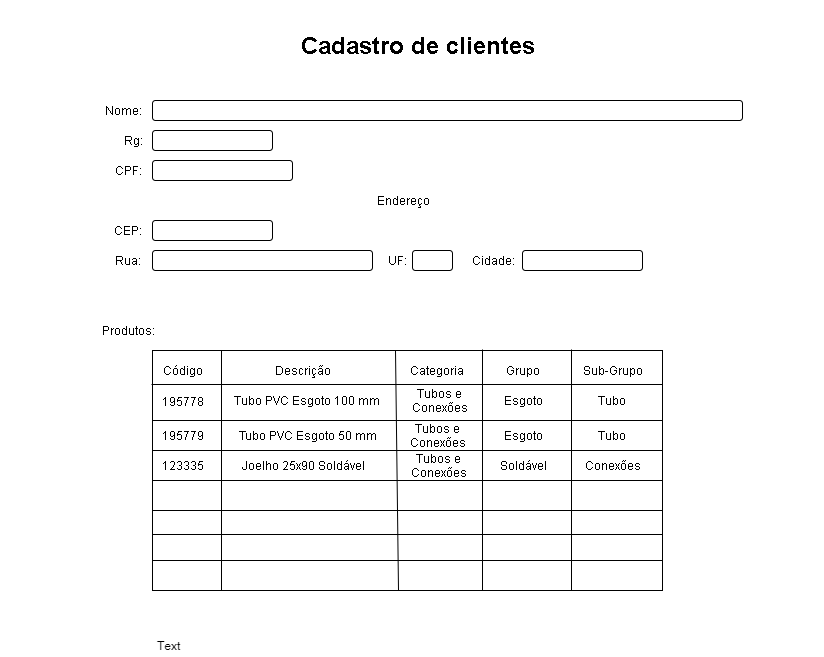 Cadastro de clientes
Nome:
Rg:
CPF:
Endereço
CEP:
Rua: UF: Cidade:
Produtos:
Código Descrição Categoria Grupo Sub-Grupo
195778 Tubo PVC Esgoto 100 mm Tubos e Conexões Esgoto Tubo
195779 Tubo PVC Esgoto 50 mm Tubos e Conexões Esgoto Tubo
123335 Joelho 25x90 Soldável Tubos e Conexões Soldável Conexões
Text